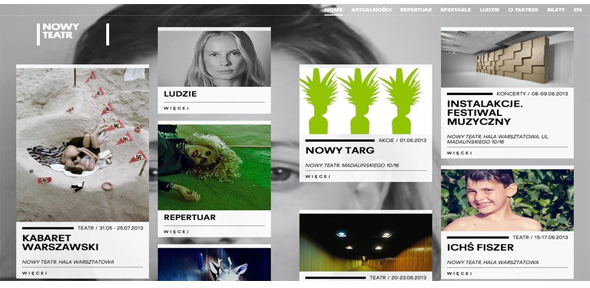 HOME AKTUALNOŚCI REPERTUAR SPEKTAKLE LUDZIE O TEATRZE BILETY EN
NOWY
TEATR
TEATR / 31.05 - 25.07.2013
KABARET
WARSZAWSKI
NOWY TEATR, HALA WARSZTATOWA
WIĘCEJ
LUDZIE
WIĘCEJ
REPERTUAR
WIĘCEJ
AKCJE / 01.06.2013
NOWY TARG
NOWY TEATR, MADALIŃSKIEGO 10/16
WIĘCEJ
TEATR / 20-23.06.2013
KONCERTY / 08-09.06.2013
INSTALAKCJE.
FESTIWAL
MUZYCZNY
NOWY TEATR, HALA WARSZTATOWA, UL.
MADALIŃSKIEGO 10/16
WIĘCEJ
TEATR / 15-17.06.2013
ICHŚ FISZER
NOWY TEATR, HALA WARSZTATOWA
WIĘCEJ